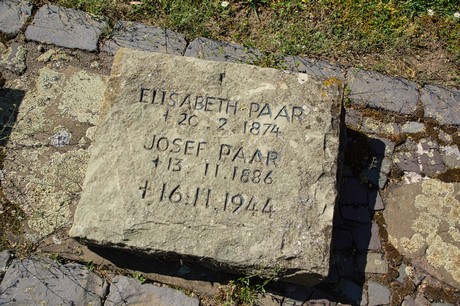 ELISABETH PAAR
† 20. 2. 1874
JOSEF PAAR
† 13. 11. 1886
† 16. 11. 1944